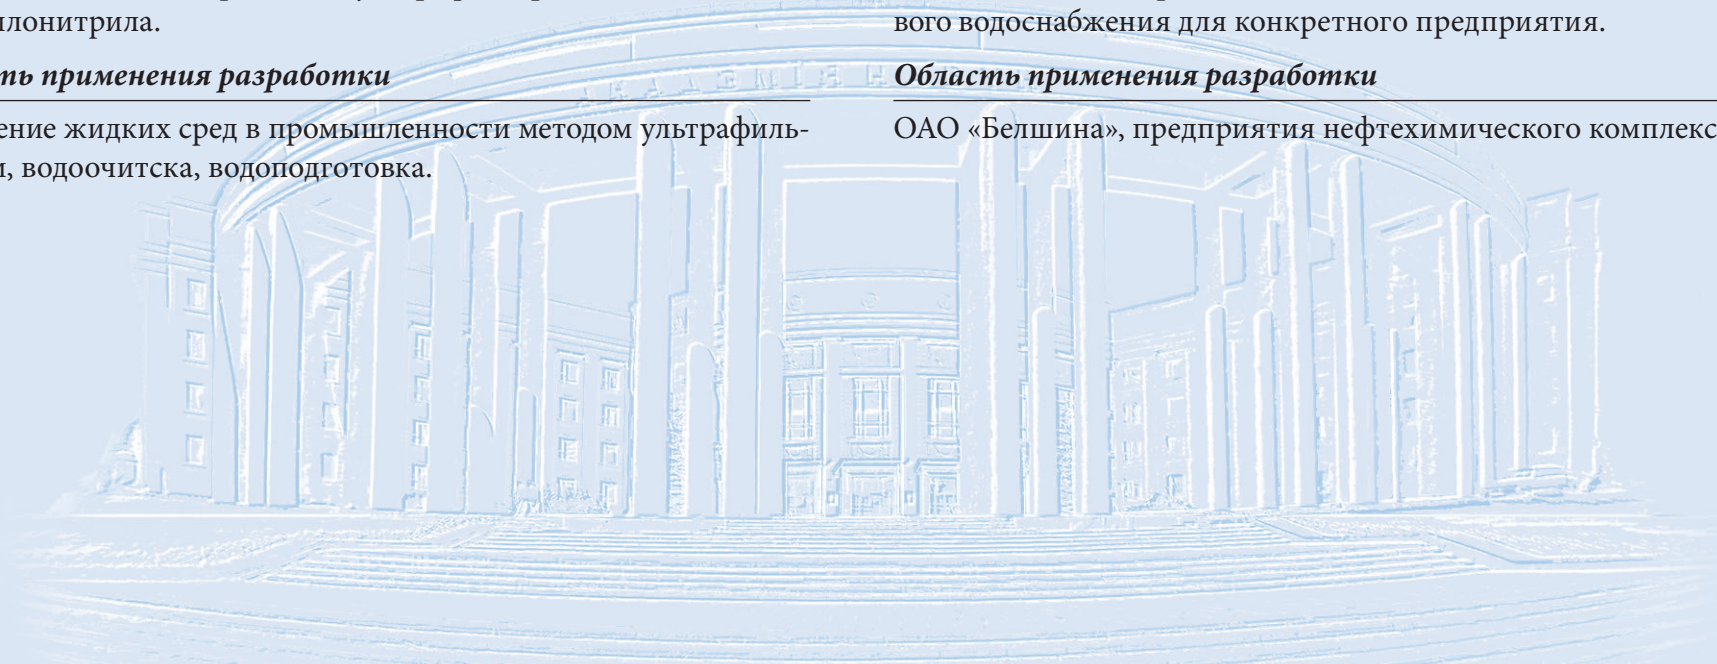 лонитрила.
ть применения разработки
ение жидких сред в промышленности методом ультрафиль-
и, водоочитска, водоподготовка.
вого водоснабжения для конкретного предприятия.
Область применения разработки
ОАО «Белшина», предприятия нефтехимического комплекс